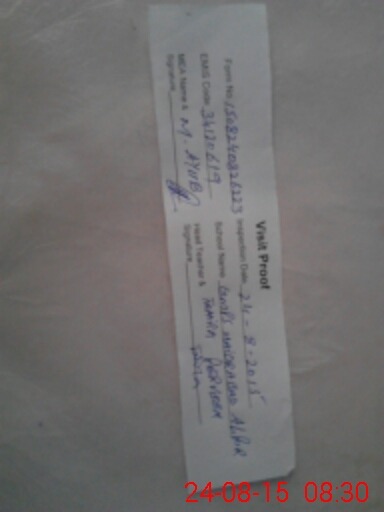 Visit Proof
Form No. 1508240826223 Inspection Date 24-8-2015
EMIS Code 34120619 School Name
MEA Name & M. AYUB Head Teacher &
Signature Signature
24-08-15 08:30